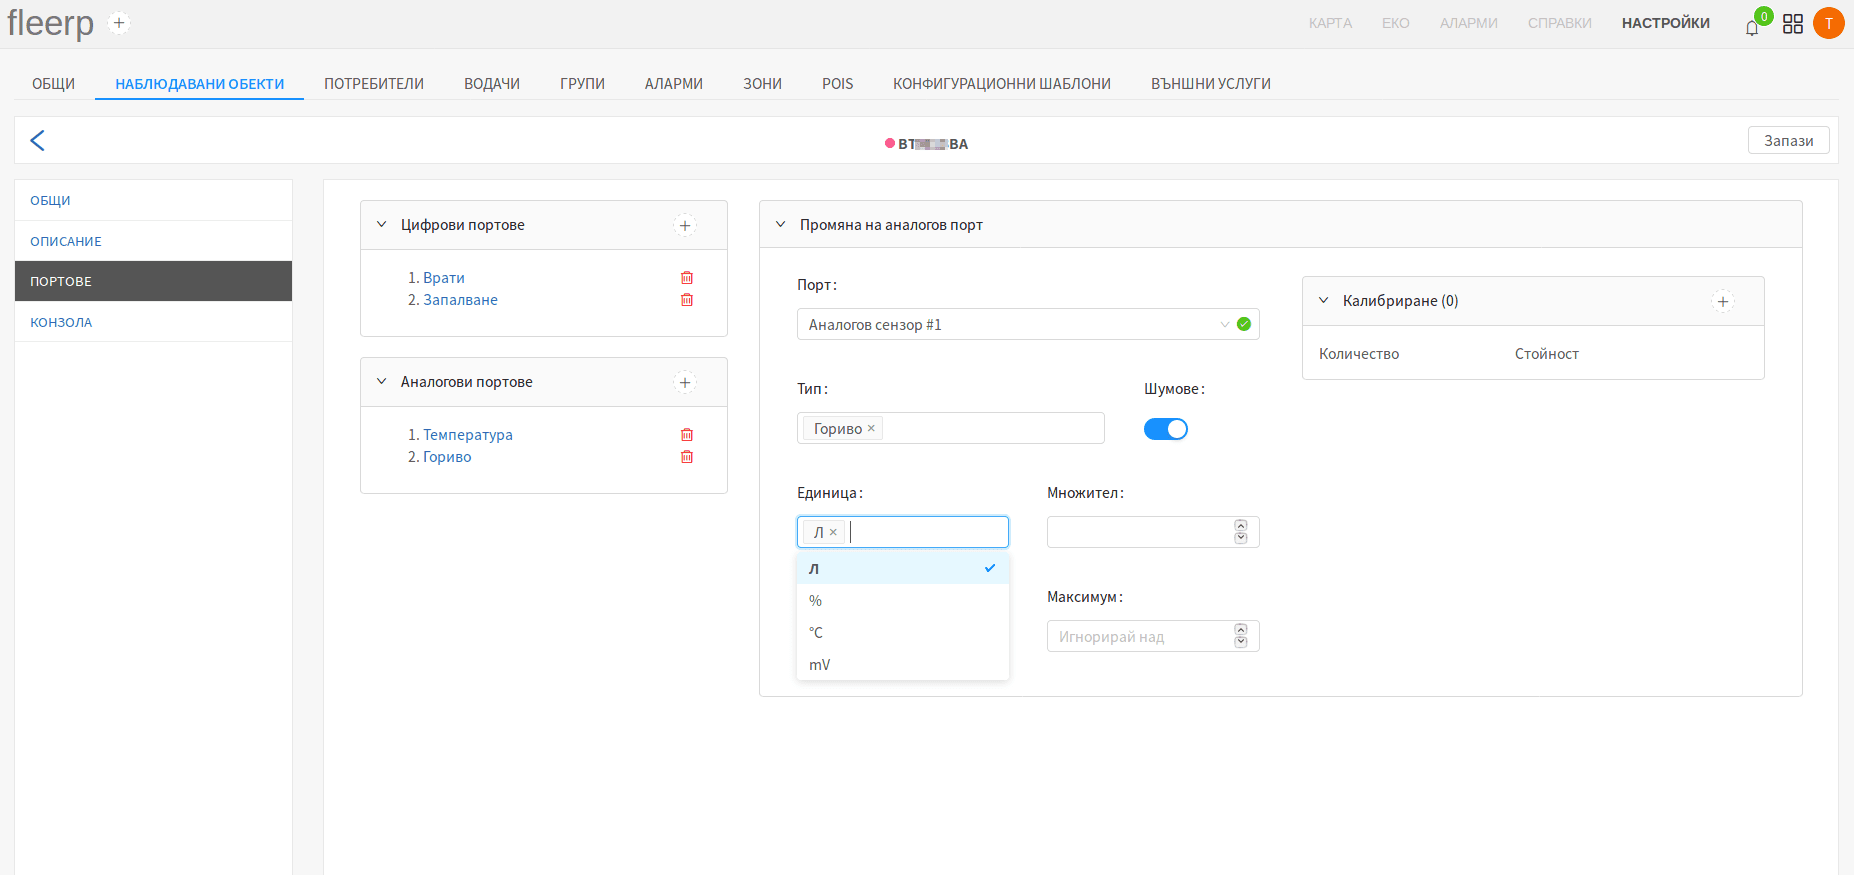 fleerp +
КАРТА ЕКО АЛАРМИ СПРАВКИ НАСТРОЙКИ 0 T
ОБЩИ НАБЛЮДАВАНИ ОБЕКТИ ПОТРЕБИТЕЛИ ВОДАЧИ ГРУПИ АЛАРМИ ЗОНИ POIS КОНФИГУРАЦИОННИ ШАБЛОНИ ВЪНШНИ УСЛУГИ
Запази
ОБЩИ
ОПИСАНИЕ
ПОРТОВЕ
КОНЗОЛА
Цифрови портове
1. Врати
2. Запалване
Аналогови портове
1. Температура
2. Гориво
Промяна на аналогов порт
Порт:
Аналогов сензор #1
Тип:
Шумове:
Гориво ×
Единица:
Множител:
Л ×
Л
%
°C
mV
Максимум:
Игнорирай над
Калибриране (0)
Количество Стойност